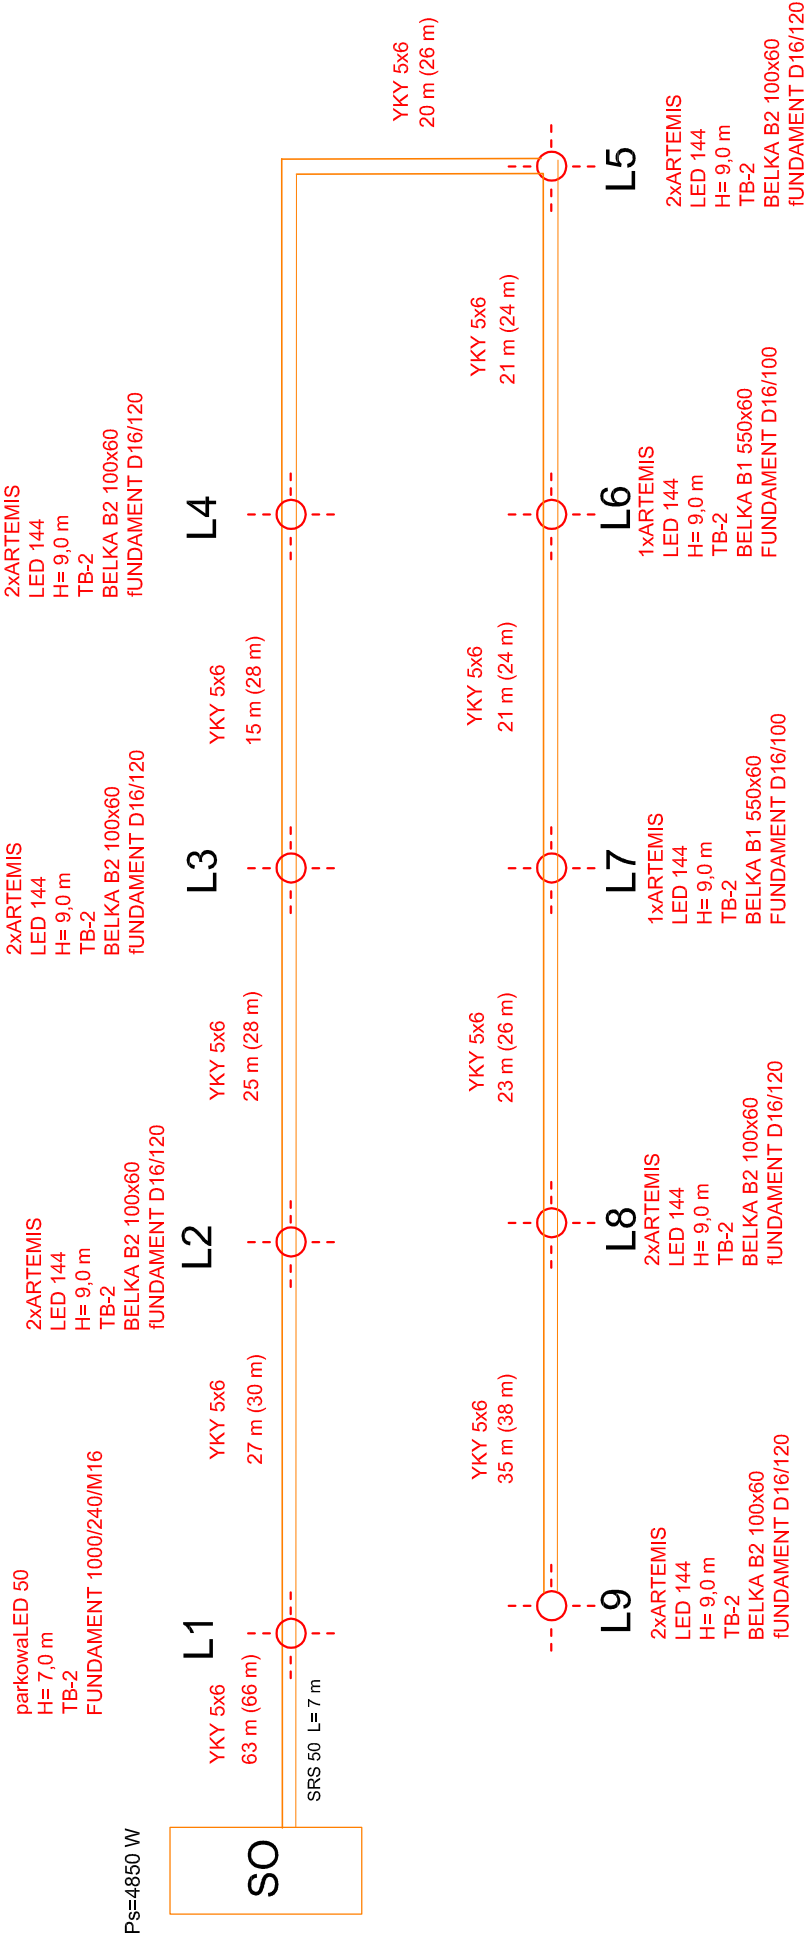 Ps=4850 W
SO
SRS 50 L= 7 m
YKY 5x6
63 m (66 m)
parkowaLED 50
H= 7,0 m
TB-2
FUNDAMENT 1000/240/M16
L1
YKY 5x6
27 m (30 m)
2xARTEMIS
LED 144
H= 9,0 m
TB-2
BELKA B2 100x60
fUNDAMENT D16/120
L2
YKY 5x6
25 m (28 m)
2xARTEMIS
LED 144
H= 9,0 m
TB-2
BELKA B2 100x60
fUNDAMENT D16/120
L3
YKY 5x6
15 m (28 m)
2xARTEMIS
LED 144
H= 9,0 m
TB-2
BELKA B2 100x60
fUNDAMENT D16/120
L4
YKY 5x6
20 m (26 m)
L5
2xARTEMIS
LED 144
H= 9,0 m
TB-2
BELKA B2 100x60
fUNDAMENT D16/120
YKY 5x6
21 m (24 m)
L6
1xARTEMIS
LED 144
H= 9,0 m
TB-2
BELKA B1 550x60
FUNDAMENT D16/100
YKY 5x6
21 m (24 m)
L7
1xARTEMIS
LED 144
H= 9,0 m
TB-2
BELKA B1 550x60
FUNDAMENT D16/100
YKY 5x6
23 m (26 m)
L8
2xARTEMIS
LED 144
H= 9,0 m
TB-2
BELKA B2 100x60
fUNDAMENT D16/120
YKY 5x6
35 m (38 m)
L9
2xARTEMIS
LED 144
H= 9,0 m
TB-2
BELKA B2 100x60
fUNDAMENT D16/120